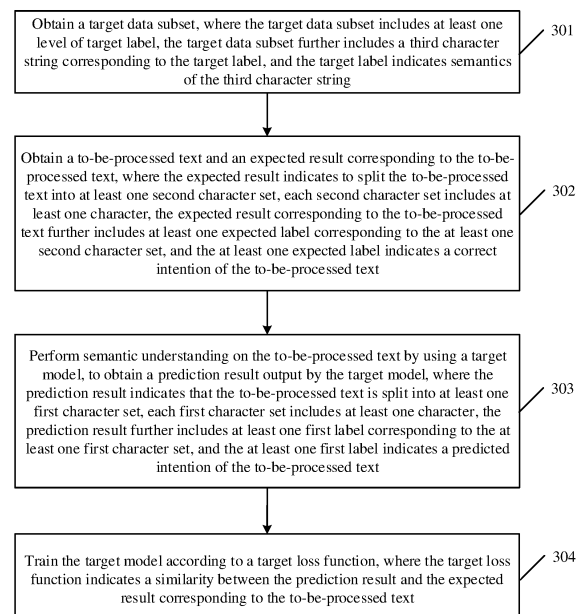 Obtain a target data subset, where the target data subset includes at least one
level of target label, the target data subset further includes a third character
string corresponding to the target label, and the target label indicates semantics
of the third character string
301
Obtain a to-be-processed text and an expected result corresponding to the to-be-
processed text, where the expected result indicates to split the to-be-processed
text into at least one second character set, each second character set includes at
least one character, the expected result corresponding to the to-be-processed
text further includes at least one expected label corresponding to the at least one
second character set, and the at least one expected label indicates a correct
intention of the to-be-processed text
302
Perform semantic understanding on the to-be-processed text by using a target
model, to obtain a prediction result output by the target model, where the
prediction result indicates that the to-be-processed text is split into at least one
first character set, each first character set includes at least one character, the
prediction result further includes at least one first label corresponding to the at
least one first character set, and the at least one first label indicates a predicted
intention of the to-be-processed text
303
Train the target model according to a target loss function, where the target loss
function indicates a similarity between the prediction result and the expected
result corresponding to the to-be-processed text
304